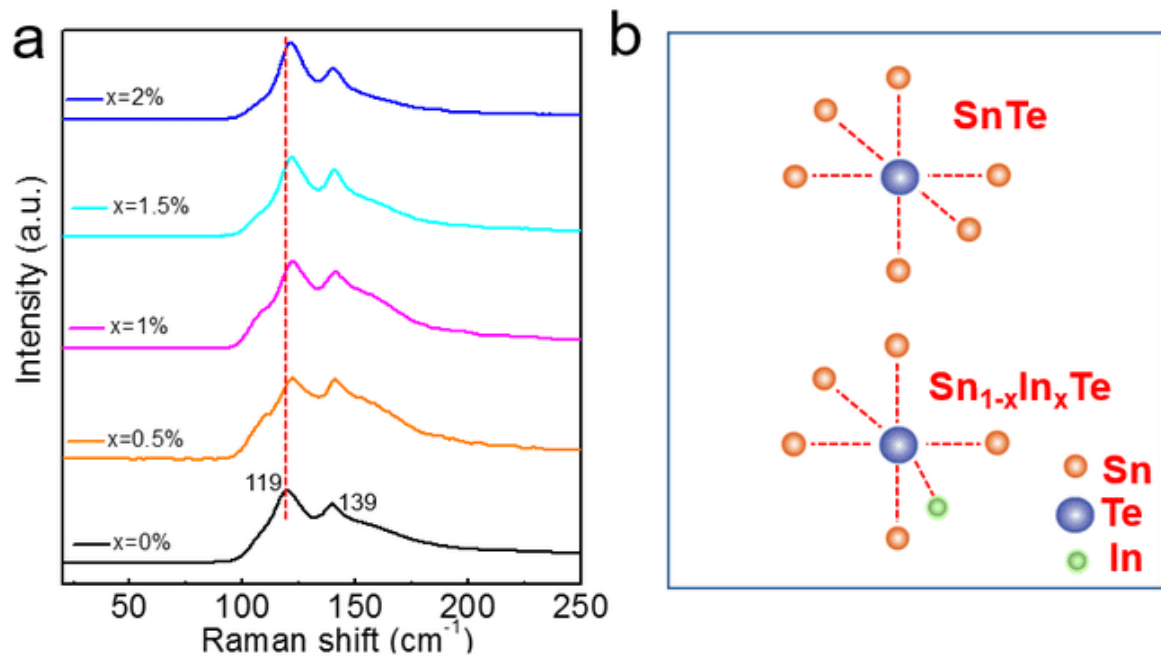 a
Intensity (a.u.)
x=2%
x=1.5%
x=1%
x=0.5%
119
139
x=0%
50
100
150
200
250
Raman shift (cm⁻¹)
b
SnTe
Sn₁₋ₓInₓTe
Sn
Te
In